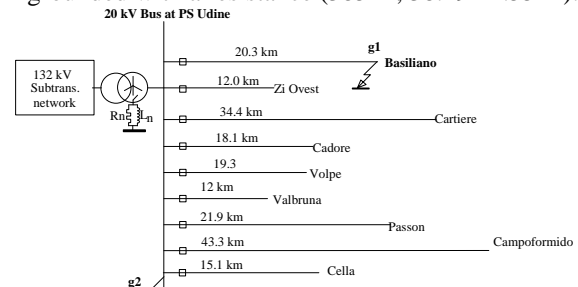 20 kV Bus at PS Udine
20.3 km
g1
Basiliano
132 kV
Subtrans.
network
12.0 km
Zi Ovest
Rn
Ln
34.4 km
Cartiere
18.1 km
Cadore
19.3
Volpe
12 km
Valbruna
21.9 km
Passon
43.3 km
Campoformido
15.1 km
Cella
g2